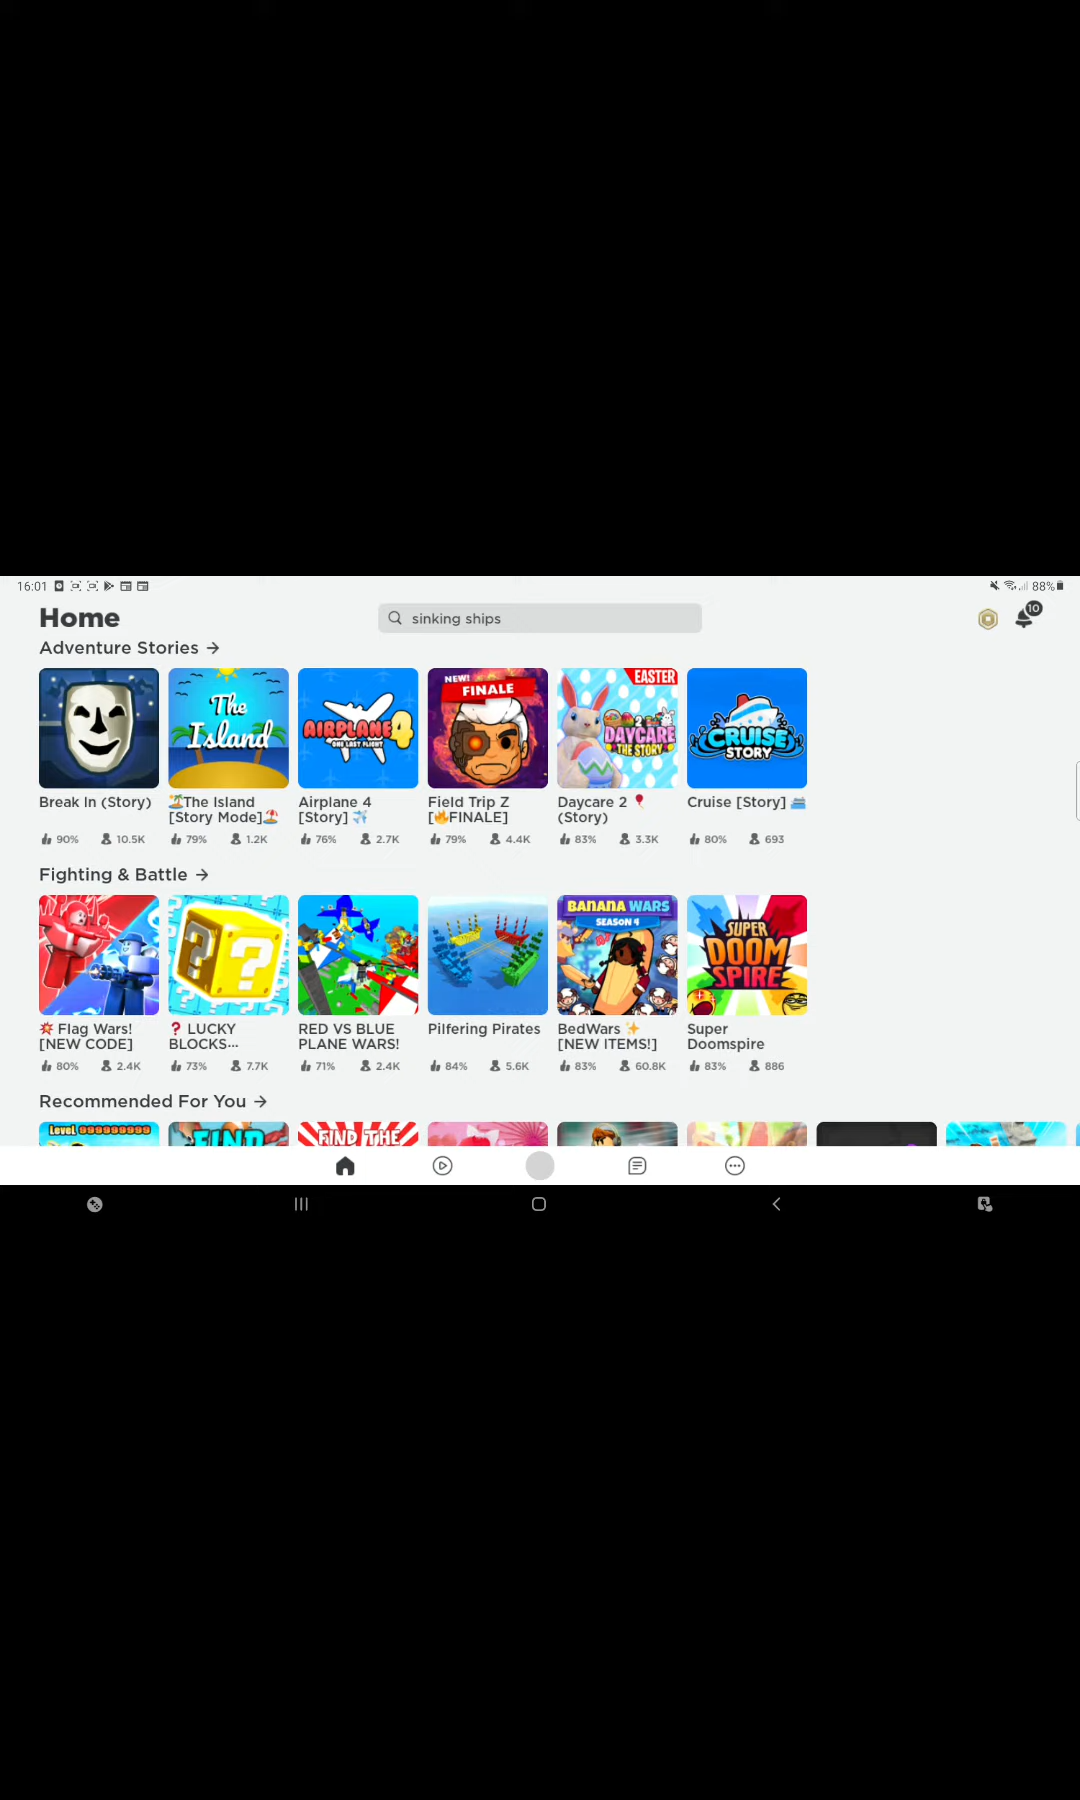 16:01
88%
Home
sinking ships
10
Adventure Stories →
The Island
AIRPLANE 4
ONE LAST FLIGHT
NEW!
FINALE
EASTER
2
DAYCARE
THE STORY
CRUISE
STORY
Break In (Story)
🏝️The Island
[Story Mode]🏖️
Airplane 4
[Story] ✈️
Field Trip Z
[🔥FINALE]
Daycare 2 🎈
(Story)
Cruise [Story] 🛳️
90% 10.5K
79% 1.2K
76% 2.7K
79% 4.4K
83% 3.3K
80% 693
Fighting & Battle →
? ?
BANANA WARS
SEASON 4
SUPER
DOOM
SPIRE
💥 Flag Wars!
[NEW CODE]
❓ LUCKY
BLOCKS...
RED VS BLUE
PLANE WARS!
Pilfering Pirates
BedWars ✨
[NEW ITEMS!]
Super
Doomspire
80% 2.4K
73% 7.7K
71% 2.4K
84% 5.6K
83% 60.8K
83% 886
Recommended For You →
Level 999999999
FIND
FIND THE